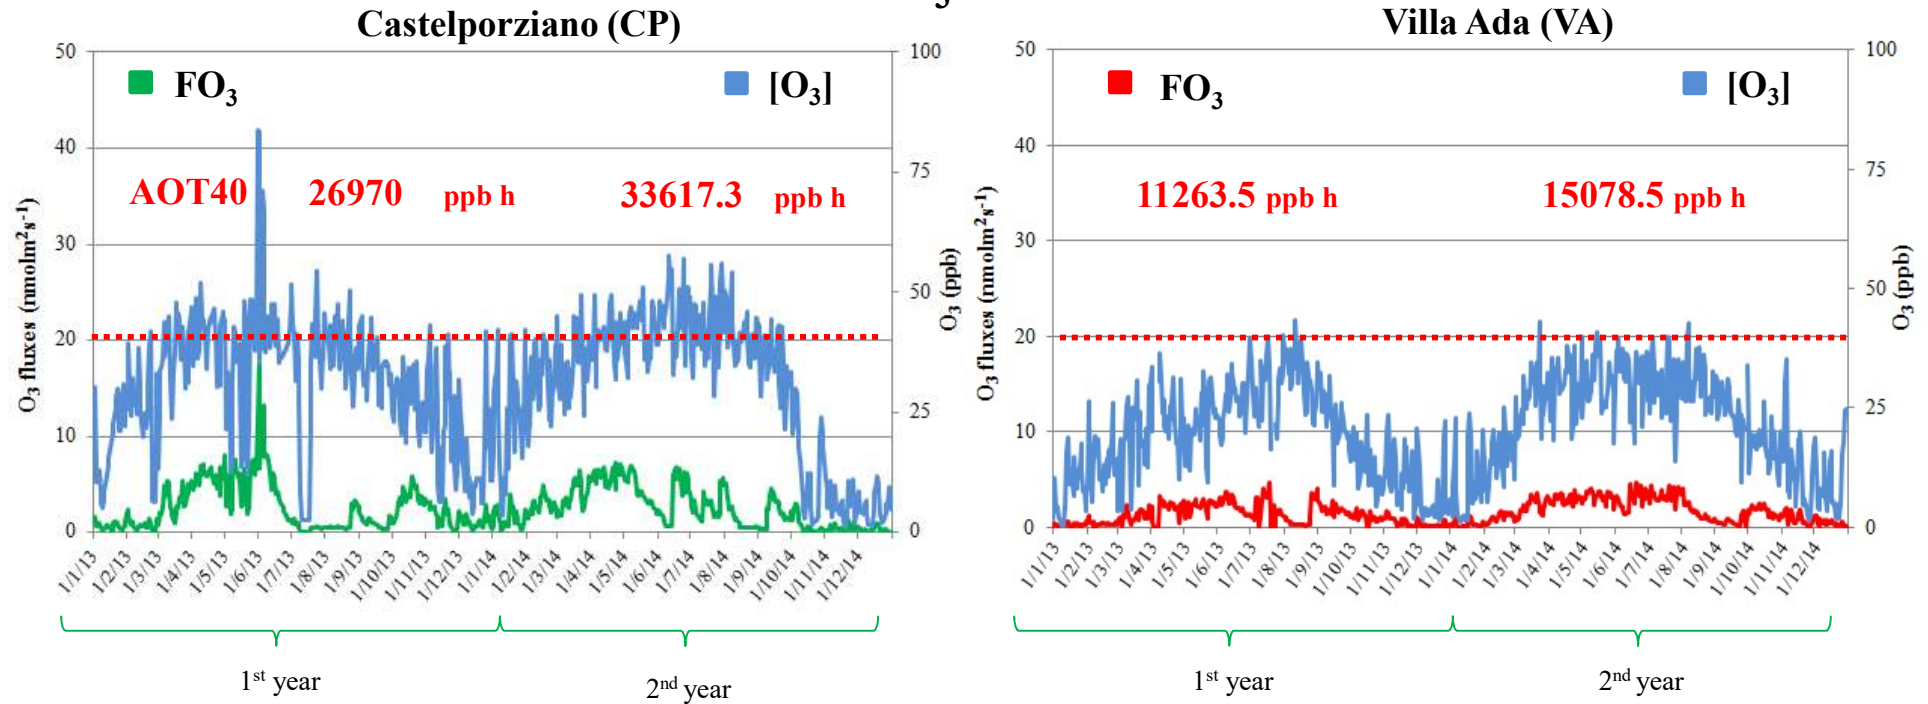 3
Castelporziano (CP)
50
40
30
20
10
0
100
75
50
25
0
FO3
[O3]
AOT40 26970 ppb h 33617.3 ppb h
O3 fluxes (nmolm2s-1)
O3 (ppb)
1/1/13 1/2/13 1/3/13 1/4/13 1/5/13 1/6/13 1/7/13 1/8/13 1/9/13 1/10/13 1/11/13 1/12/13 1/1/14 1/2/14 1/3/14 1/4/14 1/5/14 1/6/14 1/7/14 1/8/14 1/9/14 1/10/14 1/11/14 1/12/14
1st year
2nd year
Villa Ada (VA)
50
40
30
20
10
0
100
75
50
25
0
FO3
[O3]
11263.5 ppb h 15078.5 ppb h
O3 fluxes (nmolm2s-1)
O3 (ppb)
1/1/13 1/2/13 1/3/13 1/4/13 1/5/13 1/6/13 1/7/13 1/8/13 1/9/13 1/10/13 1/11/13 1/12/13 1/1/14 1/2/14 1/3/14 1/4/14 1/5/14 1/6/14 1/7/14 1/8/14 1/9/14 1/10/14 1/11/14 1/12/14
1st year
2nd year